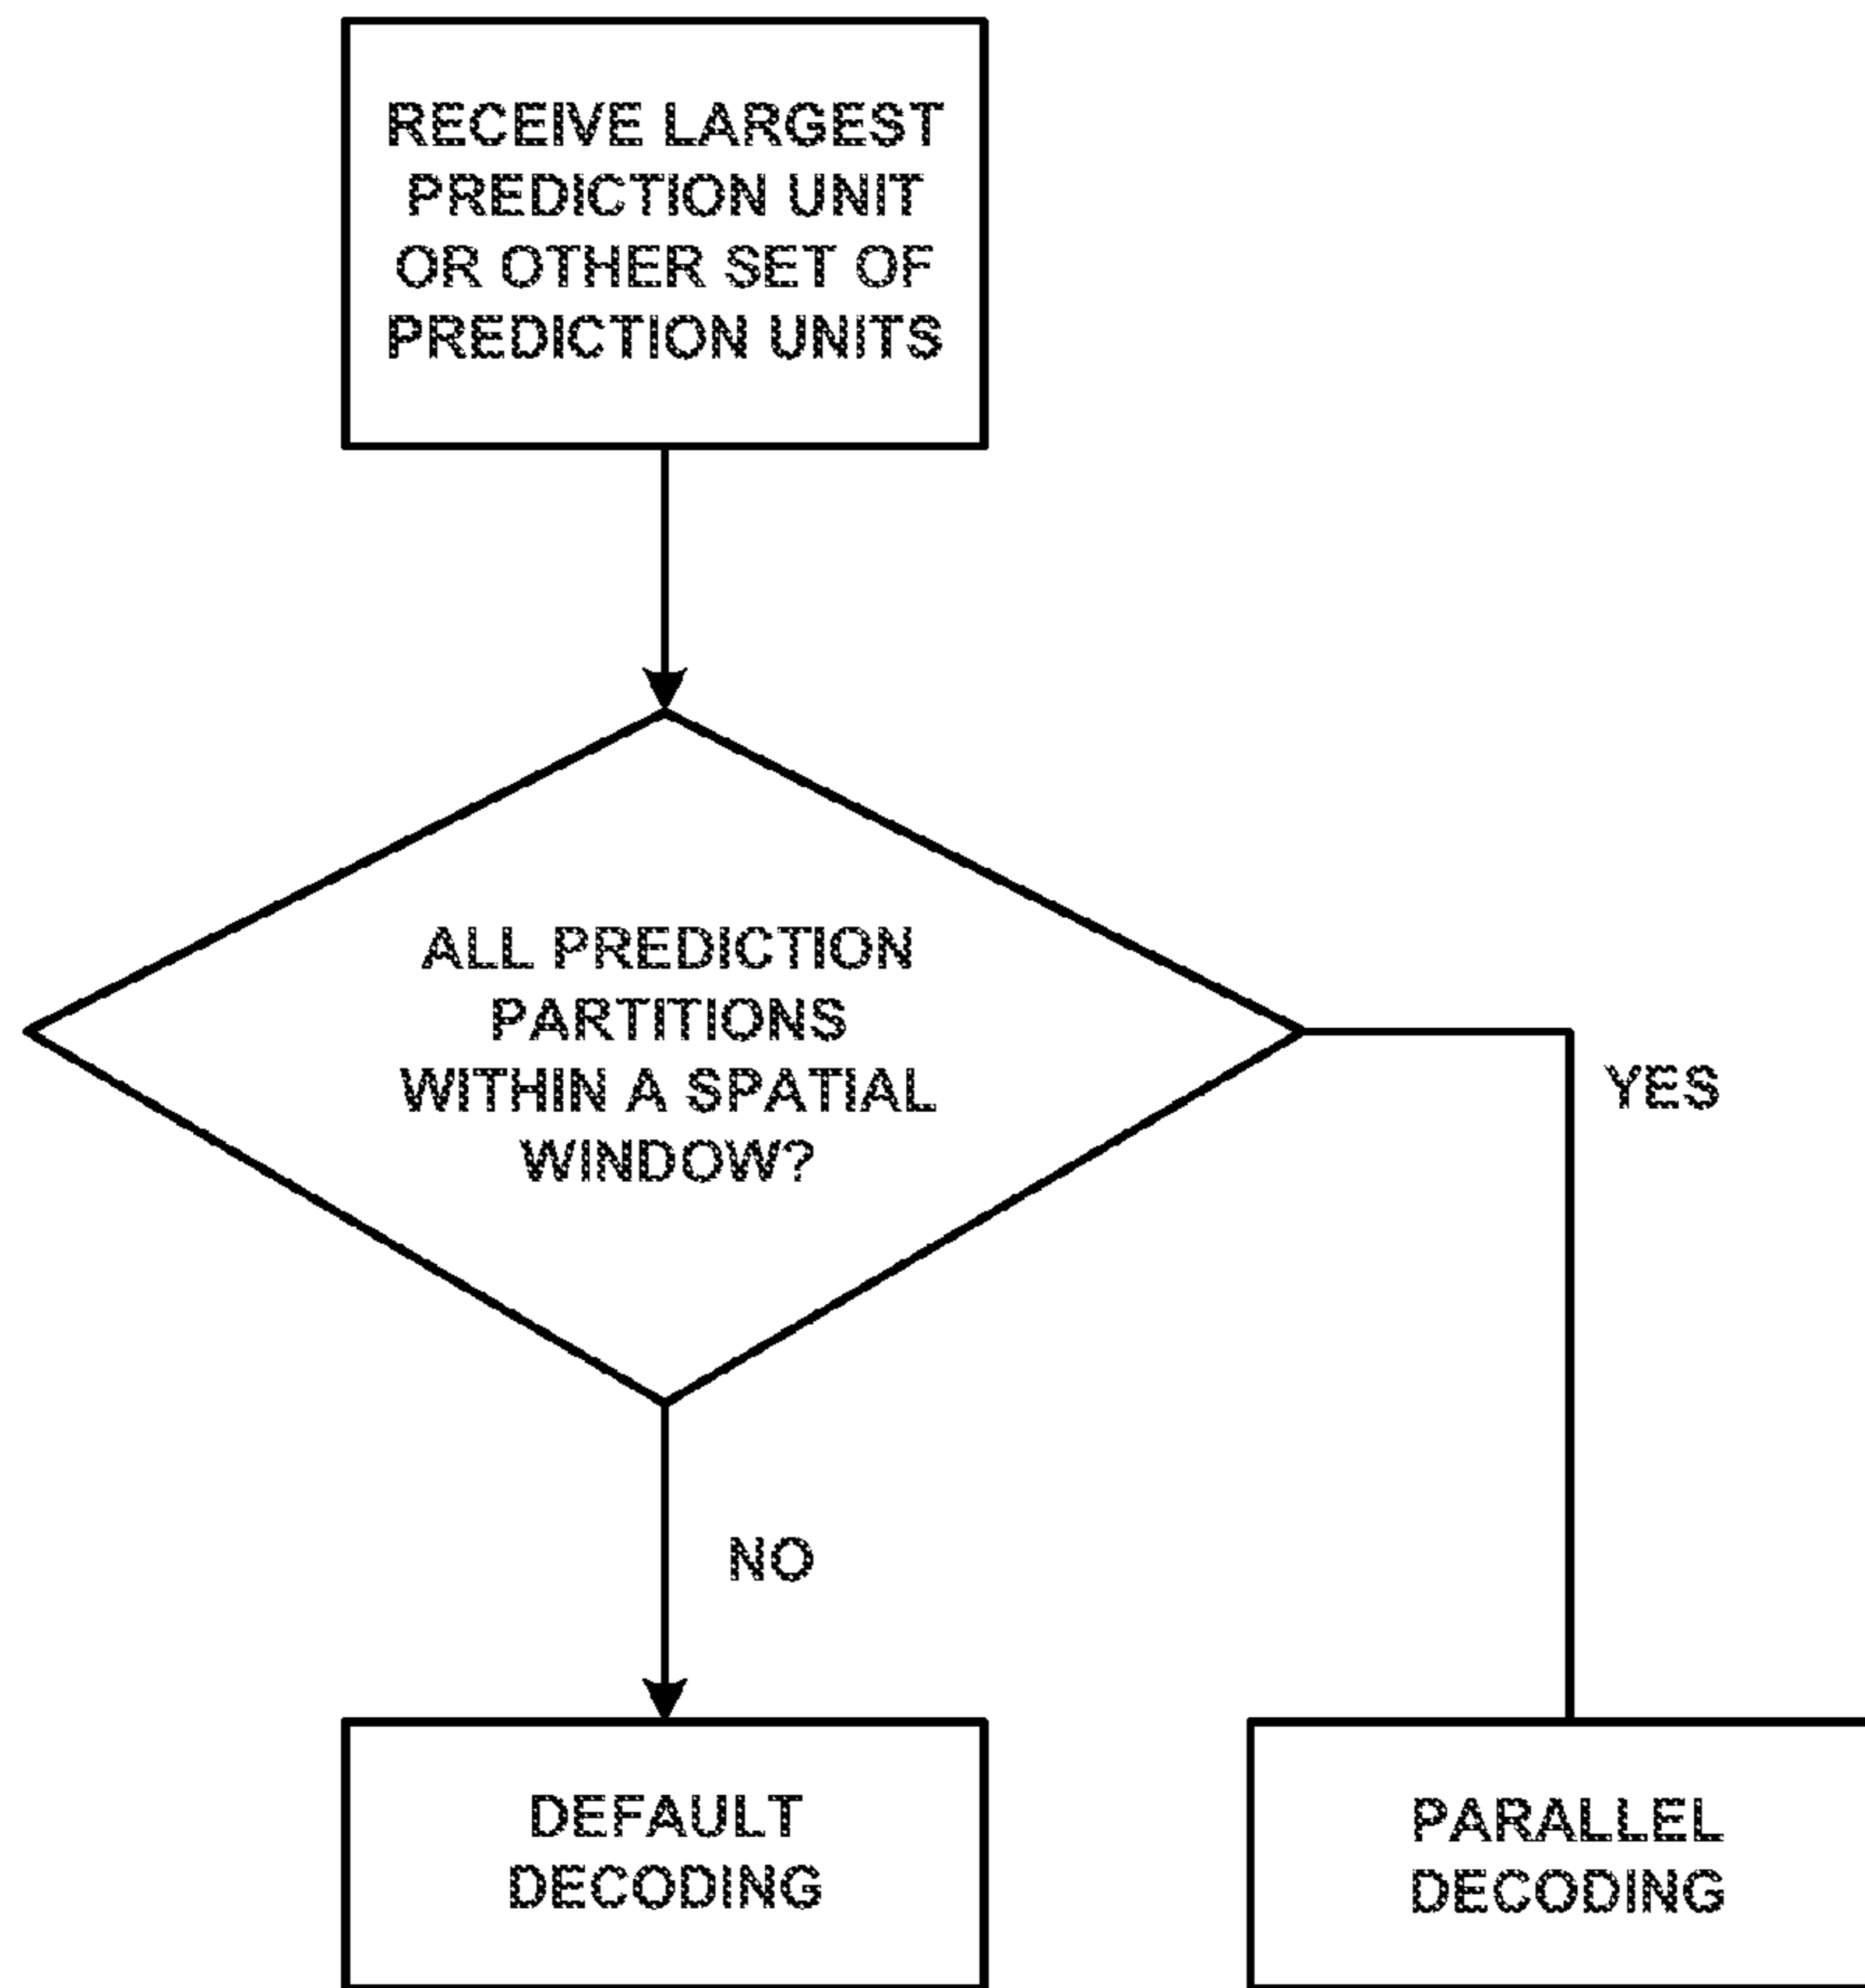 RECEIVE LARGEST
PREDICTION UNIT
OR OTHER SET OF
PREDICTION UNITS
ALL PREDICTION
PARTITIONS
WITHIN A SPATIAL
WINDOW?
YES
NO
DEFAULT
DECODING
PARALLEL
DECODING